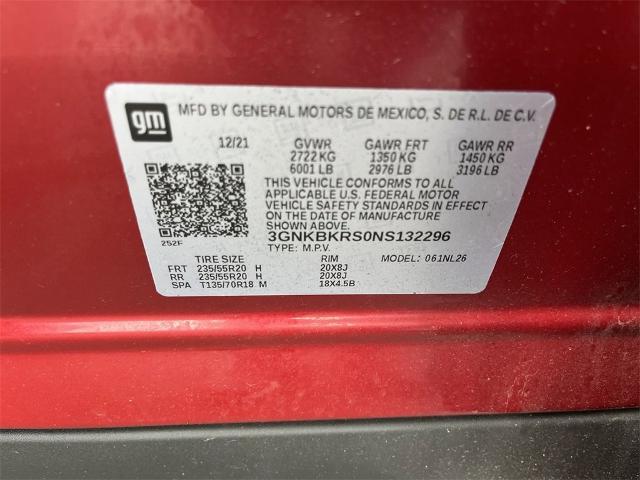 gm
MFD BY GENERAL MOTORS DE MEXICO, S. DE R.L. DE C.V.
12/21 GVWR GAWR FRT GAWR RR
2722 KG 1350 KG 1450 KG
6001 LB 2976 LB 3196 LB
THIS VEHICLE CONFORMS TO ALL
APPLICABLE U.S. FEDERAL MOTOR
VEHICLE SAFETY STANDARDS IN EFFECT
ON THE DATE OF MANUFACTURE
SHOWN ABOVE.
3GNKBKRS0NS132296
252F
TYPE: M.P.V.
TIRE SIZE RIM MODEL: 061NL26
FRT 235/55R20 H 20X8J
RR 235/55R20 H 20X8J
SPA T135/70R18 M 18X4.5B